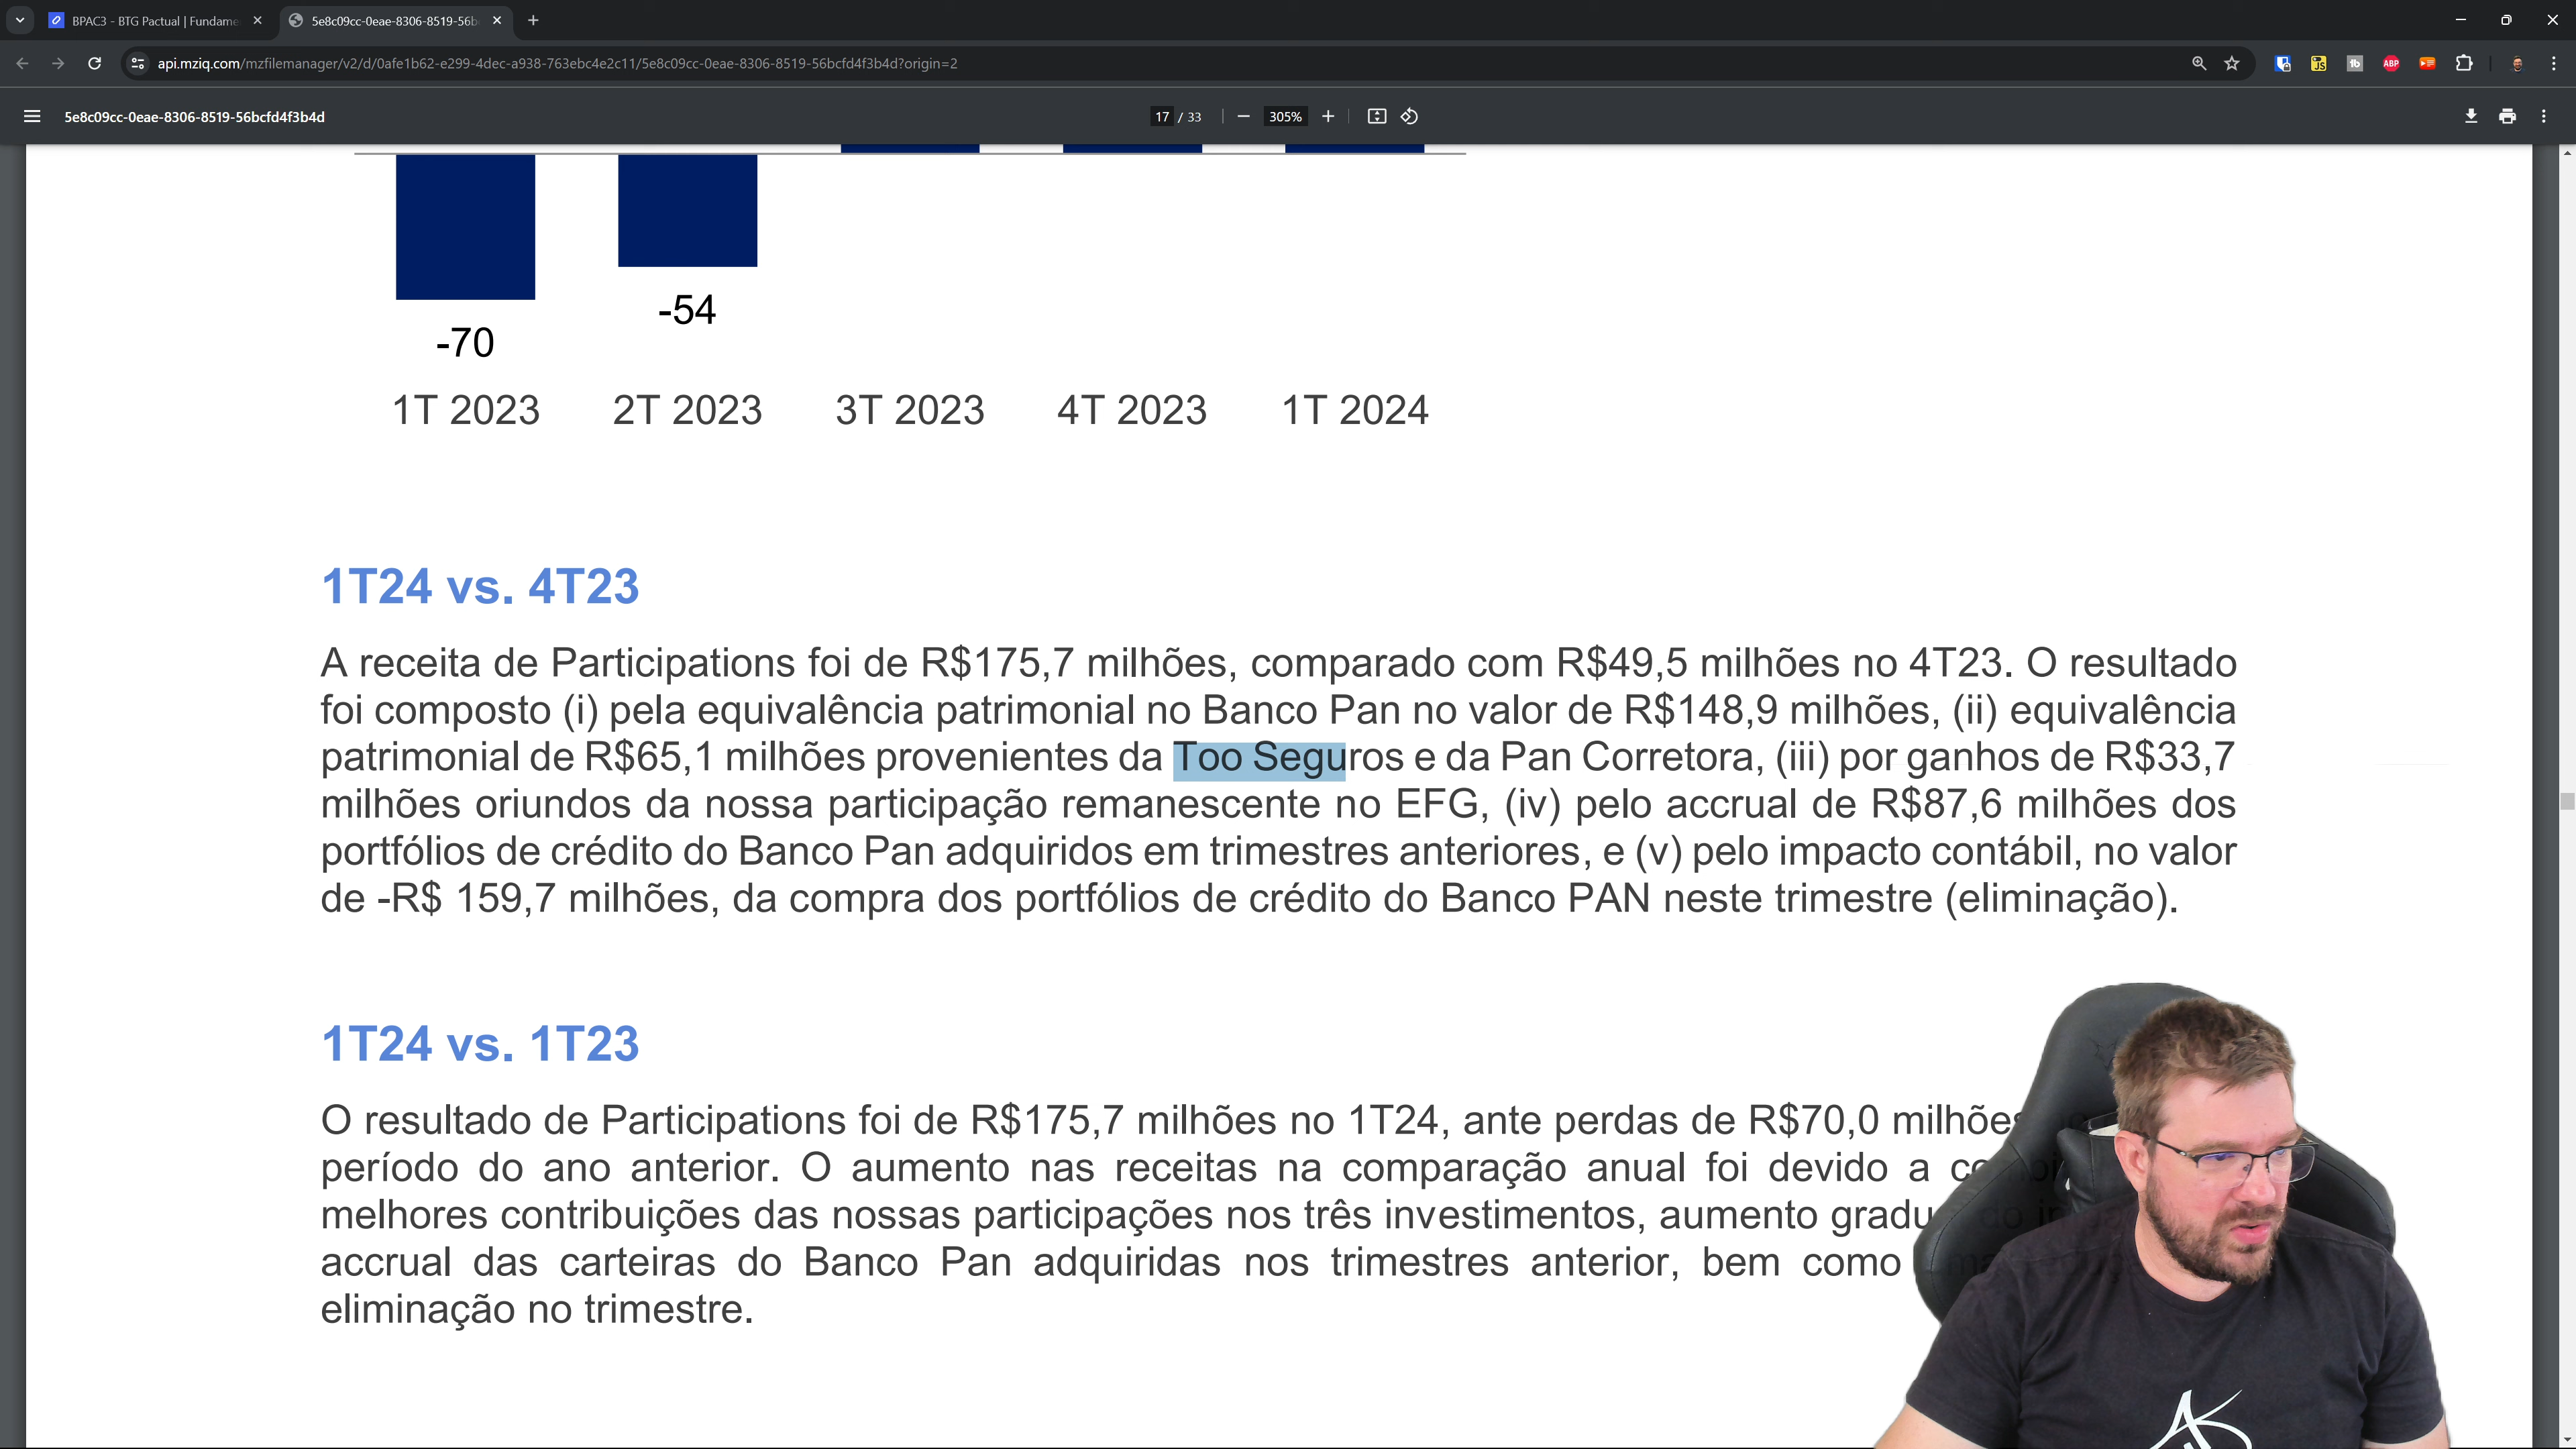 BPAC3 - BTG Pactual | Fundame
5e8c09cc-0eae-8306-8519-56b
api.mziq.com/mzfilemanager/v2/d/0afe1b62-e299-4dec-a938-763ebc4e2c11/5e8c09cc-0eae-8306-8519-56bcfd4f3b4d?origin=2
JS
ABP
5e8c09cc-0eae-8306-8519-56bcfd4f3b4d
17 / 33
305%
-70
-54
1T 2023 2T 2023 3T 2023 4T 2023 1T 2024
1T24 vs. 4T23
A receita de Participations foi de R$175,7 milhões, comparado com R$49,5 milhões no 4T23. O resultado
foi composto (i) pela equivalência patrimonial no Banco Pan no valor de R$148,9 milhões, (ii) equivalência
patrimonial de R$65,1 milhões provenientes da Too Seguros e da Pan Corretora, (iii) por ganhos de R$33,7
milhões oriundos da nossa participação remanescente no EFG, (iv) pelo accrual de R$87,6 milhões dos
portfólios de crédito do Banco Pan adquiridos em trimestres anteriores, e (v) pelo impacto contábil, no valor
de -R$ 159,7 milhões, da compra dos portfólios de crédito do Banco PAN neste trimestre (eliminação).
1T24 vs. 1T23
O resultado de Participations foi de R$175,7 milhões no 1T24, ante perdas de R$70,0 milhões
período do ano anterior. O aumento nas receitas na comparação anual foi devido a
melhores contribuições das nossas participações nos três investimentos, aumento
accrual das carteiras do Banco Pan adquiridas nos trimestres anterior, bem como
eliminação no trimestre.